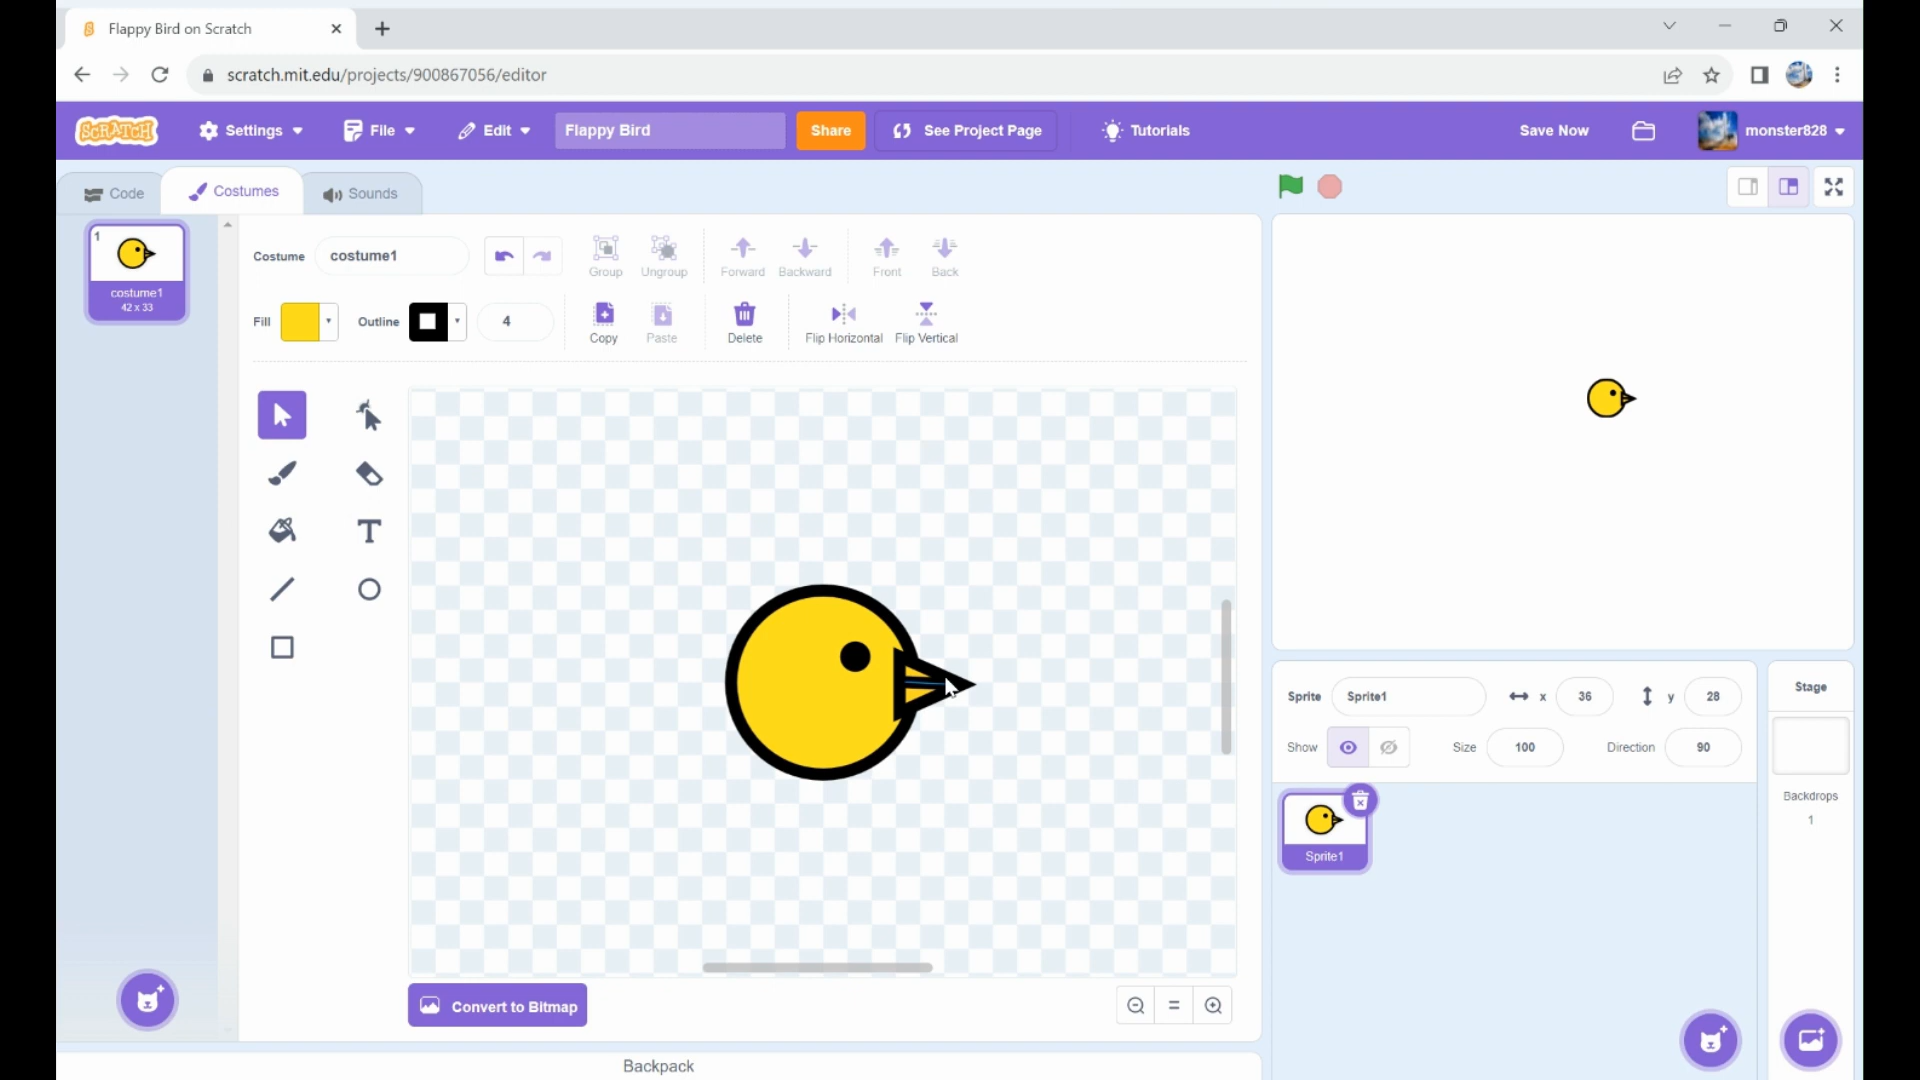 Flappy Bird on Scratch
scratch.mit.edu/projects/900867056/editor
SCRATCH Settings File Edit Flappy Bird Share See Project Page Tutorials Save Now monster828
Code Costumes Sounds
1
costume1
42 x 33
Costume costume1 Group Ungroup Forward Backward Front Back
Fill Outline 4 Copy Paste Delete Flip Horizontal Flip Vertical
T
Convert to Bitmap
Backpack
Sprite Sprite1 x 36 y 28
Show Size 100 Direction 90
Sprite1
Stage
Backdrops
1